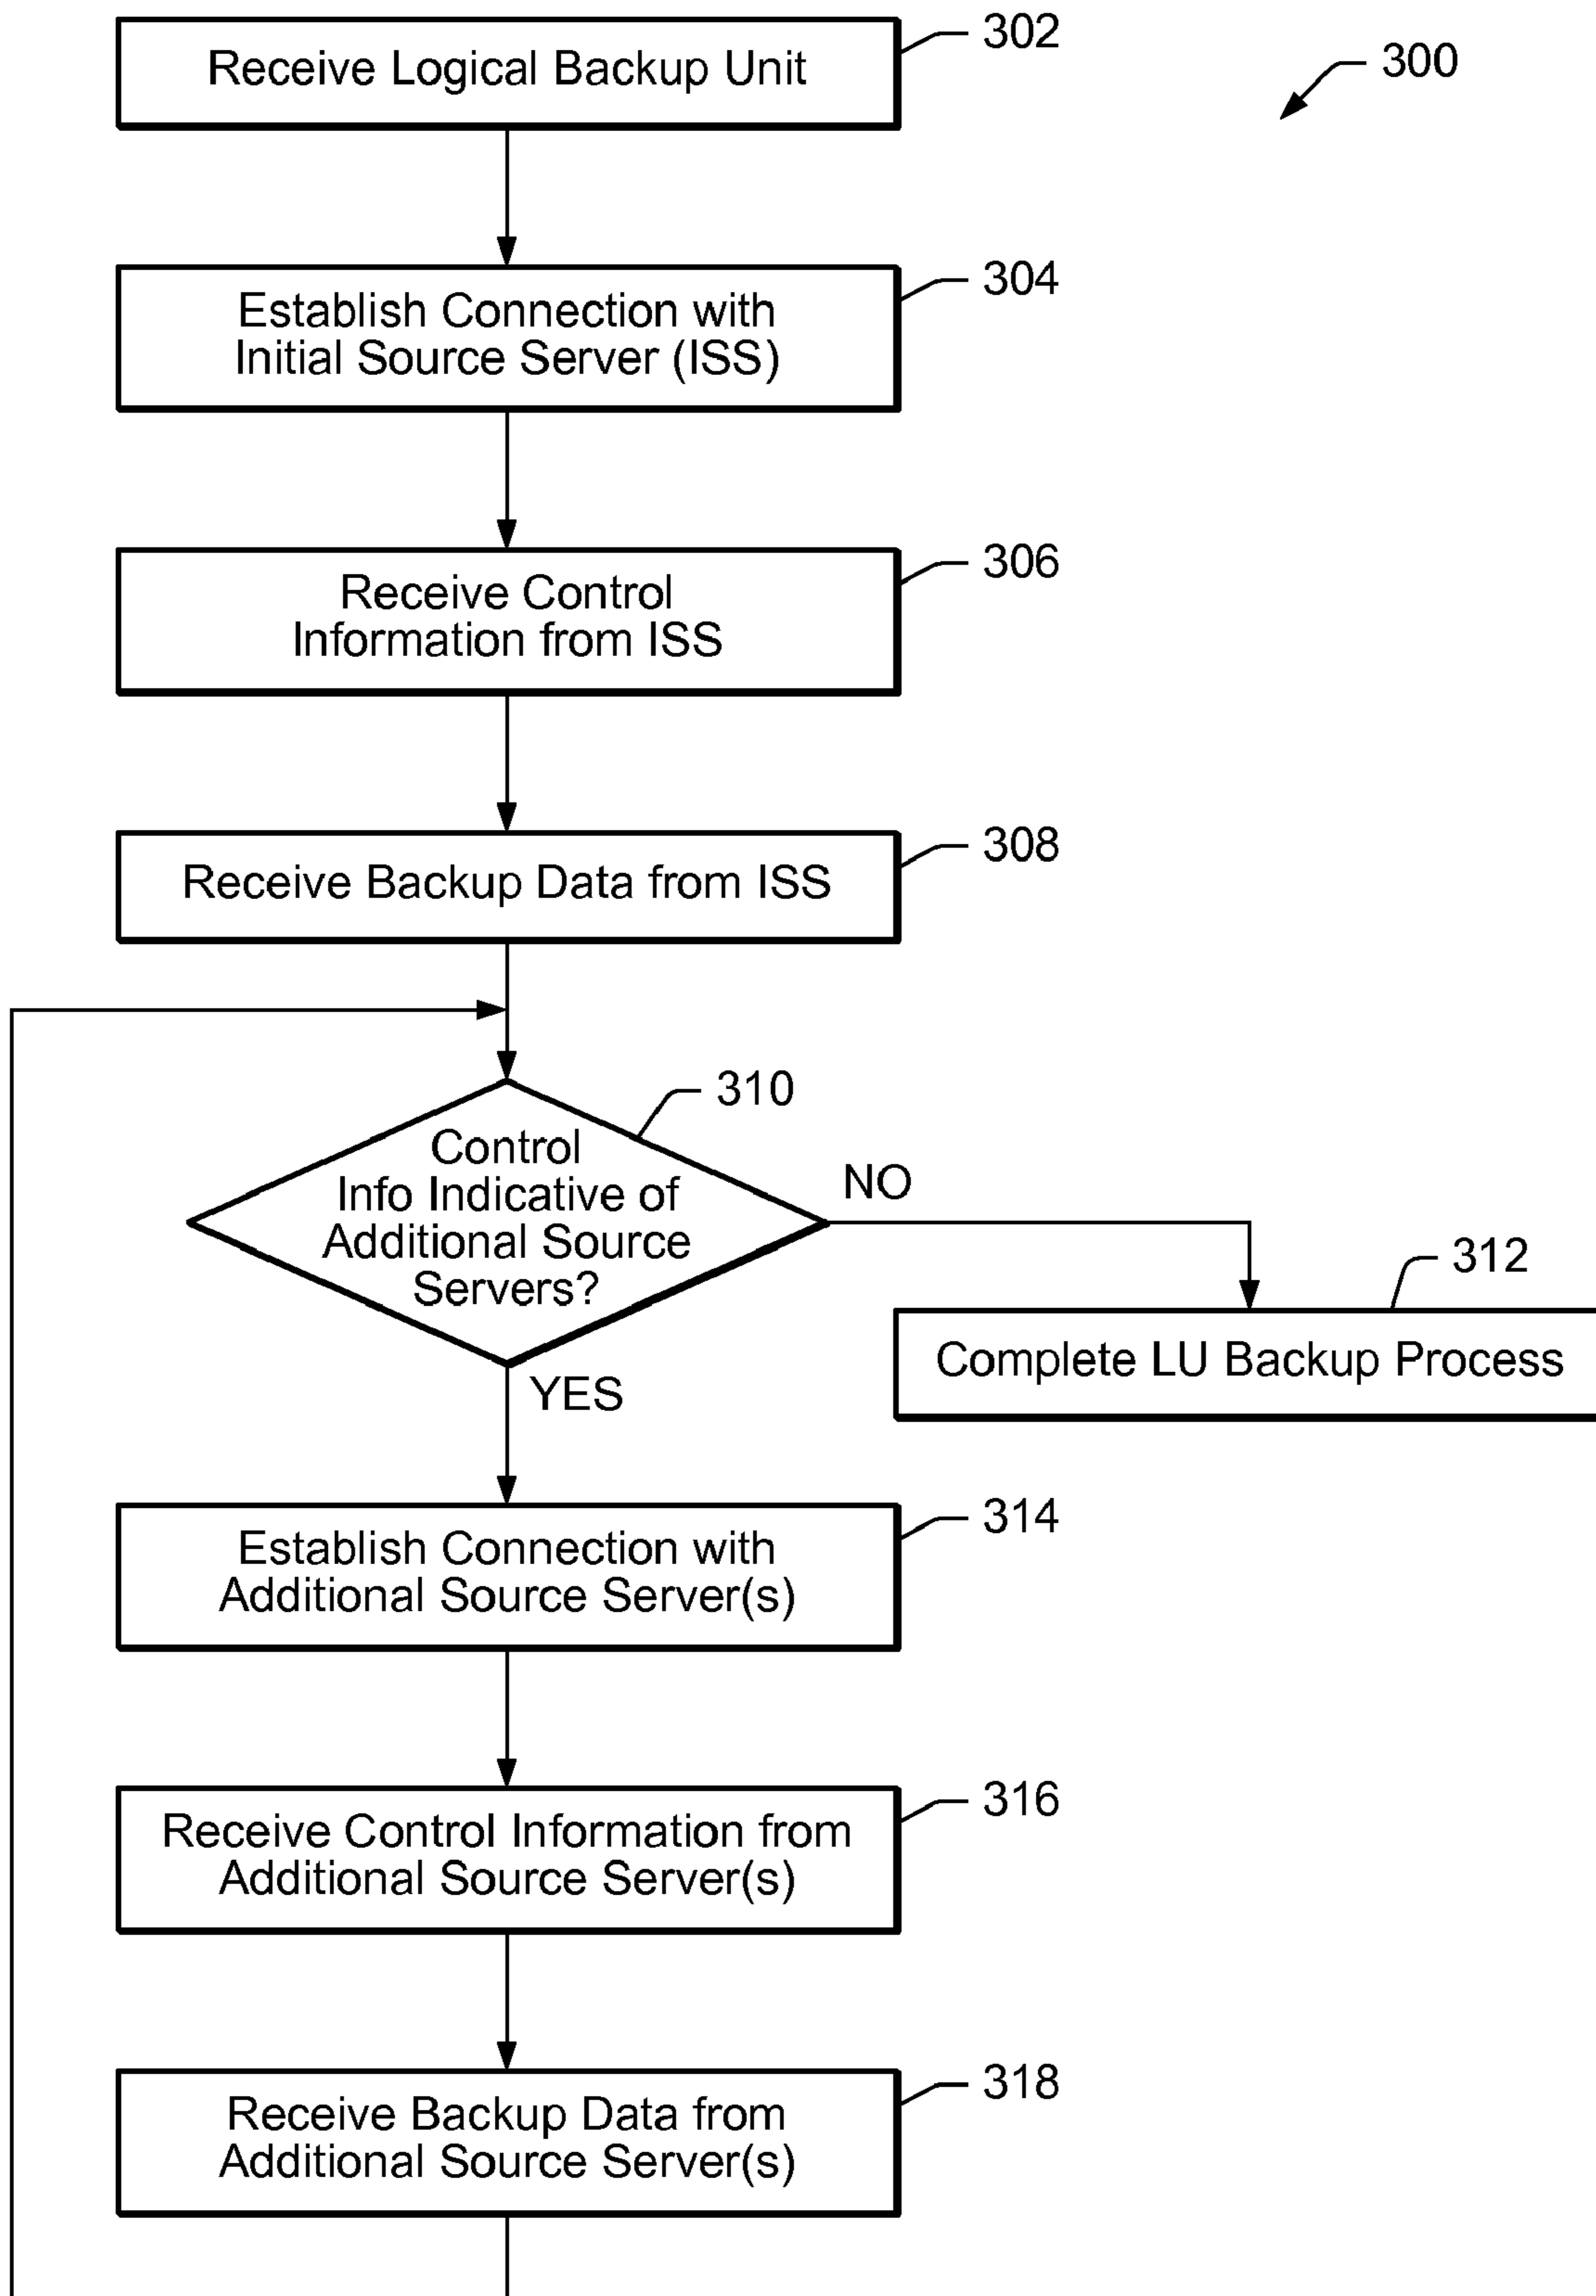 Receive Logical Backup Unit
302
300
Establish Connection with
Initial Source Server (ISS)
304
Receive Control
Information from ISS
306
Receive Backup Data from ISS
308
Control
Info Indicative of
Additional Source
Servers?
310
NO
312
Complete LU Backup Process
YES
Establish Connection with
Additional Source Server(s)
314
Receive Control Information from
Additional Source Server(s)
316
Receive Backup Data from
Additional Source Server(s)
318